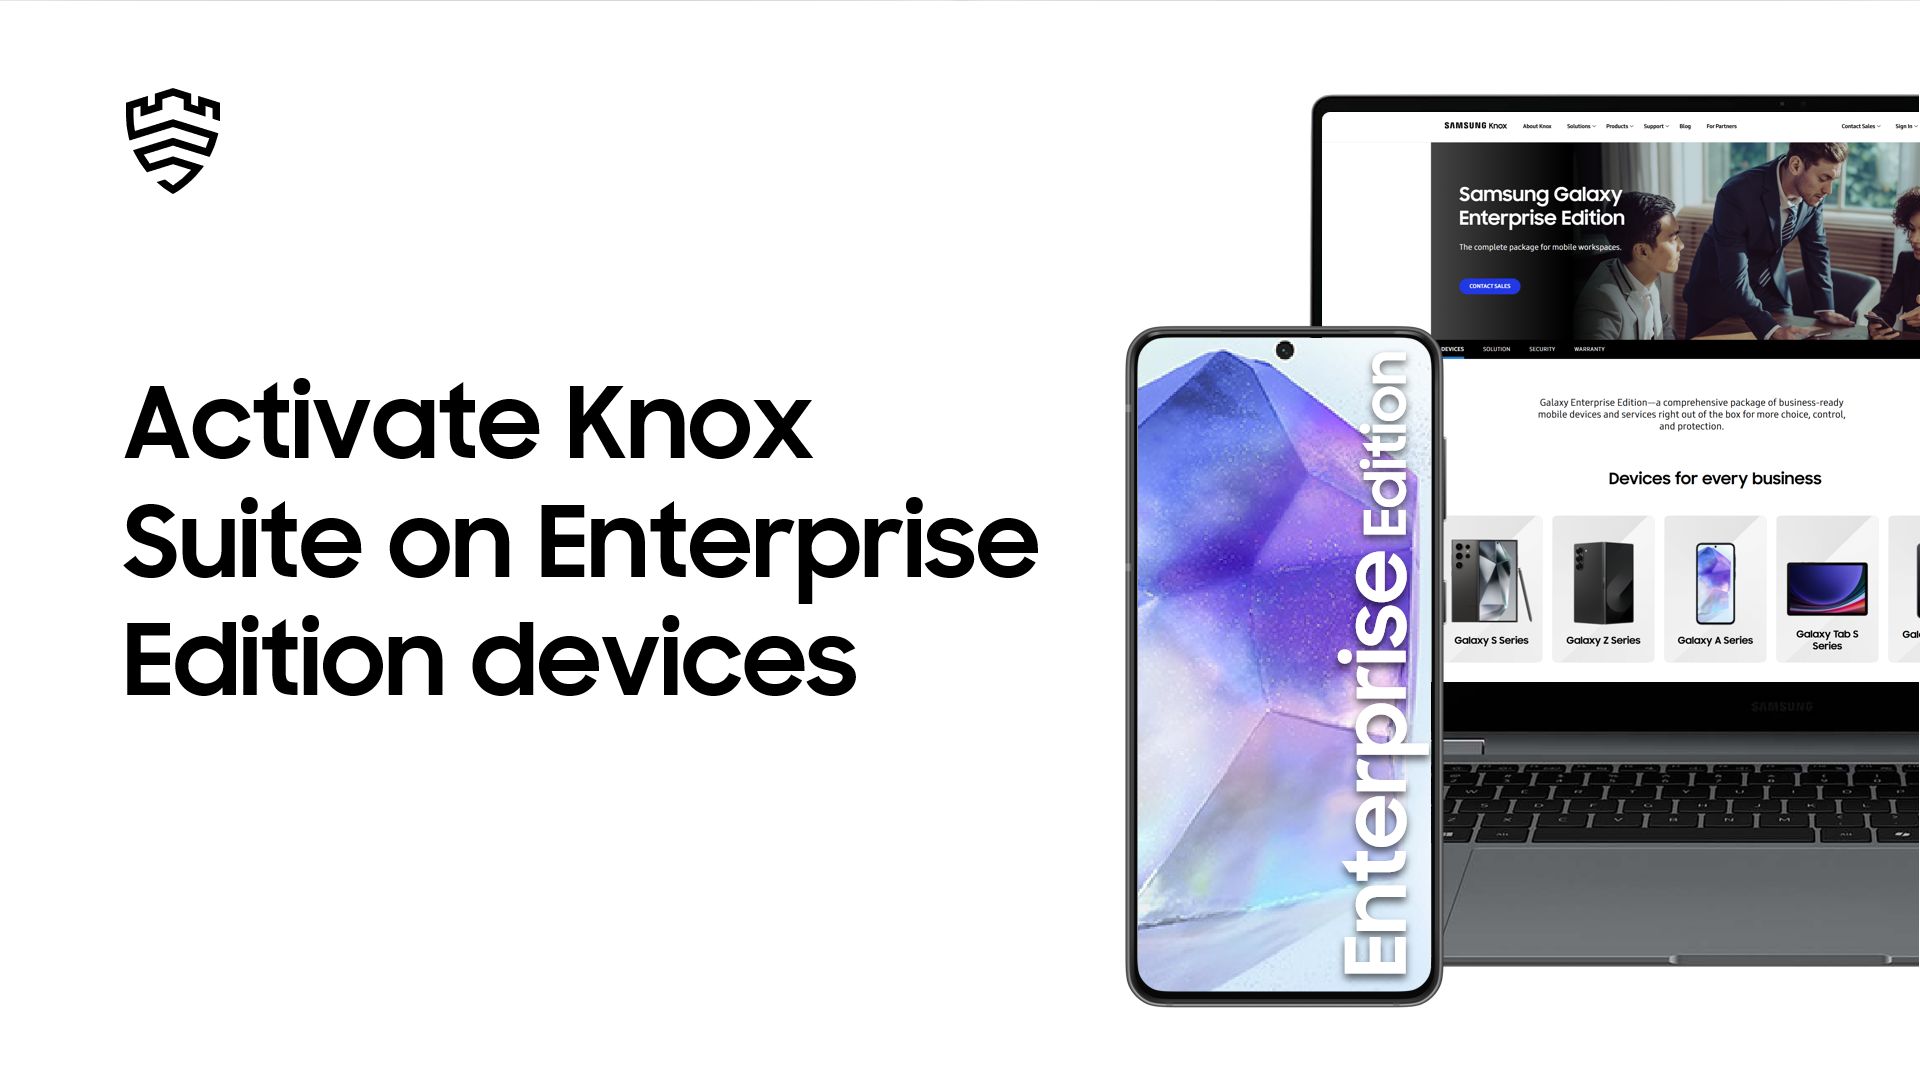 Activate Knox
Suite on Enterprise
Edition devices
SAMSUNG Knox
About Knox
Solutions
Products
Support
Blog
For Partners
Contact Sales
Sign In
Samsung Galaxy
Enterprise Edition
The complete package for mobile workspaces.
CONTACT SALES
DEVICES
SOLUTION
SECURITY
WARRANTY
Galaxy Enterprise Edition—a comprehensive package of business-ready
mobile devices and services right out of the box for more choice, control,
and protection.
Devices for every business
Galaxy S Series
Galaxy Z Series
Galaxy A Series
Galaxy Tab S
Series
SAMSUNG
Enterprise Edition